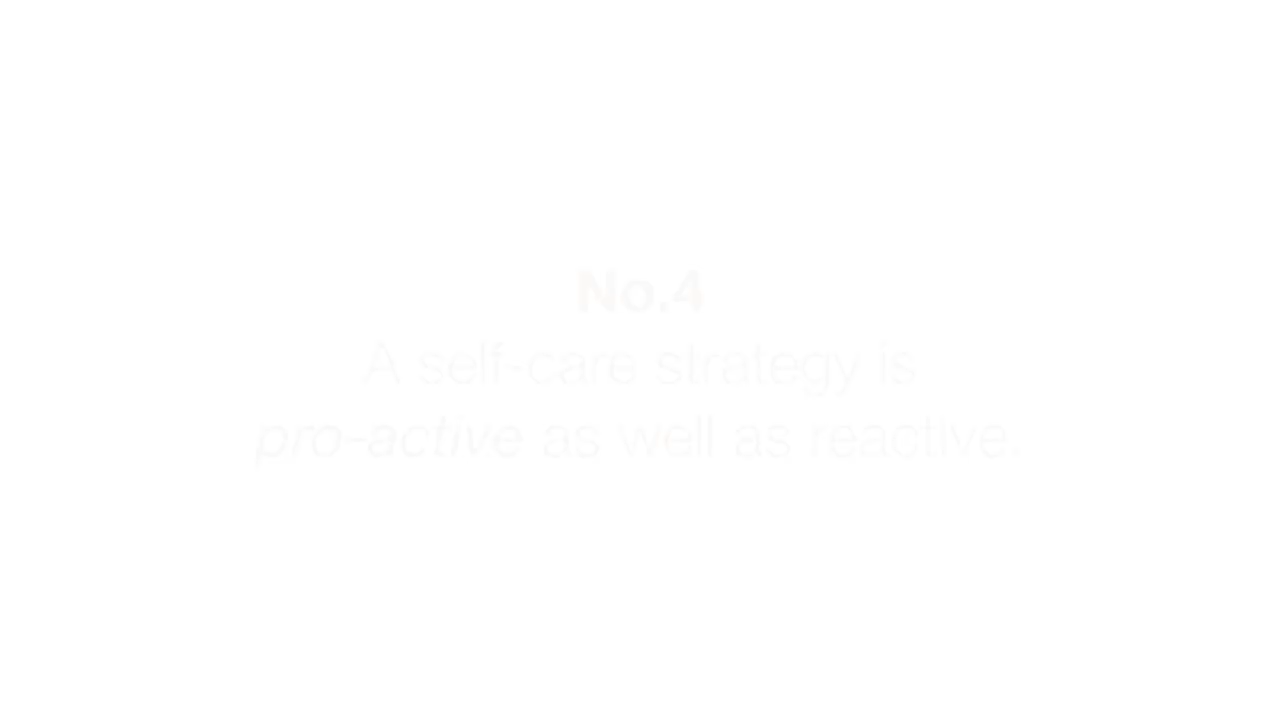 No.4
A self-care strategy is
pro-active as well as reactive.